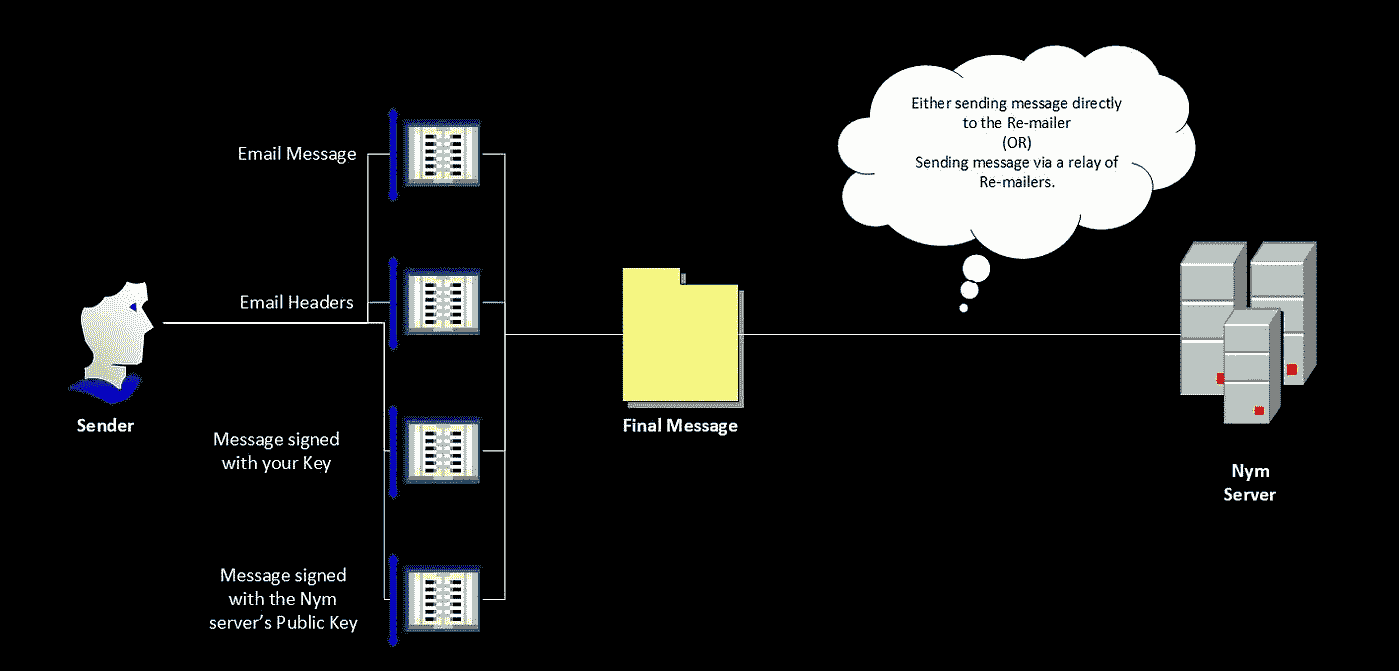 Either sending message directly
to the Re-mailer
(OR)
Sending message via a relay of
Re-mailers.
Email Message
Email Headers
Sender
Message signed
with your Key
Final Message
Nym
Server
Message signed
with the Nym
server's Public Key